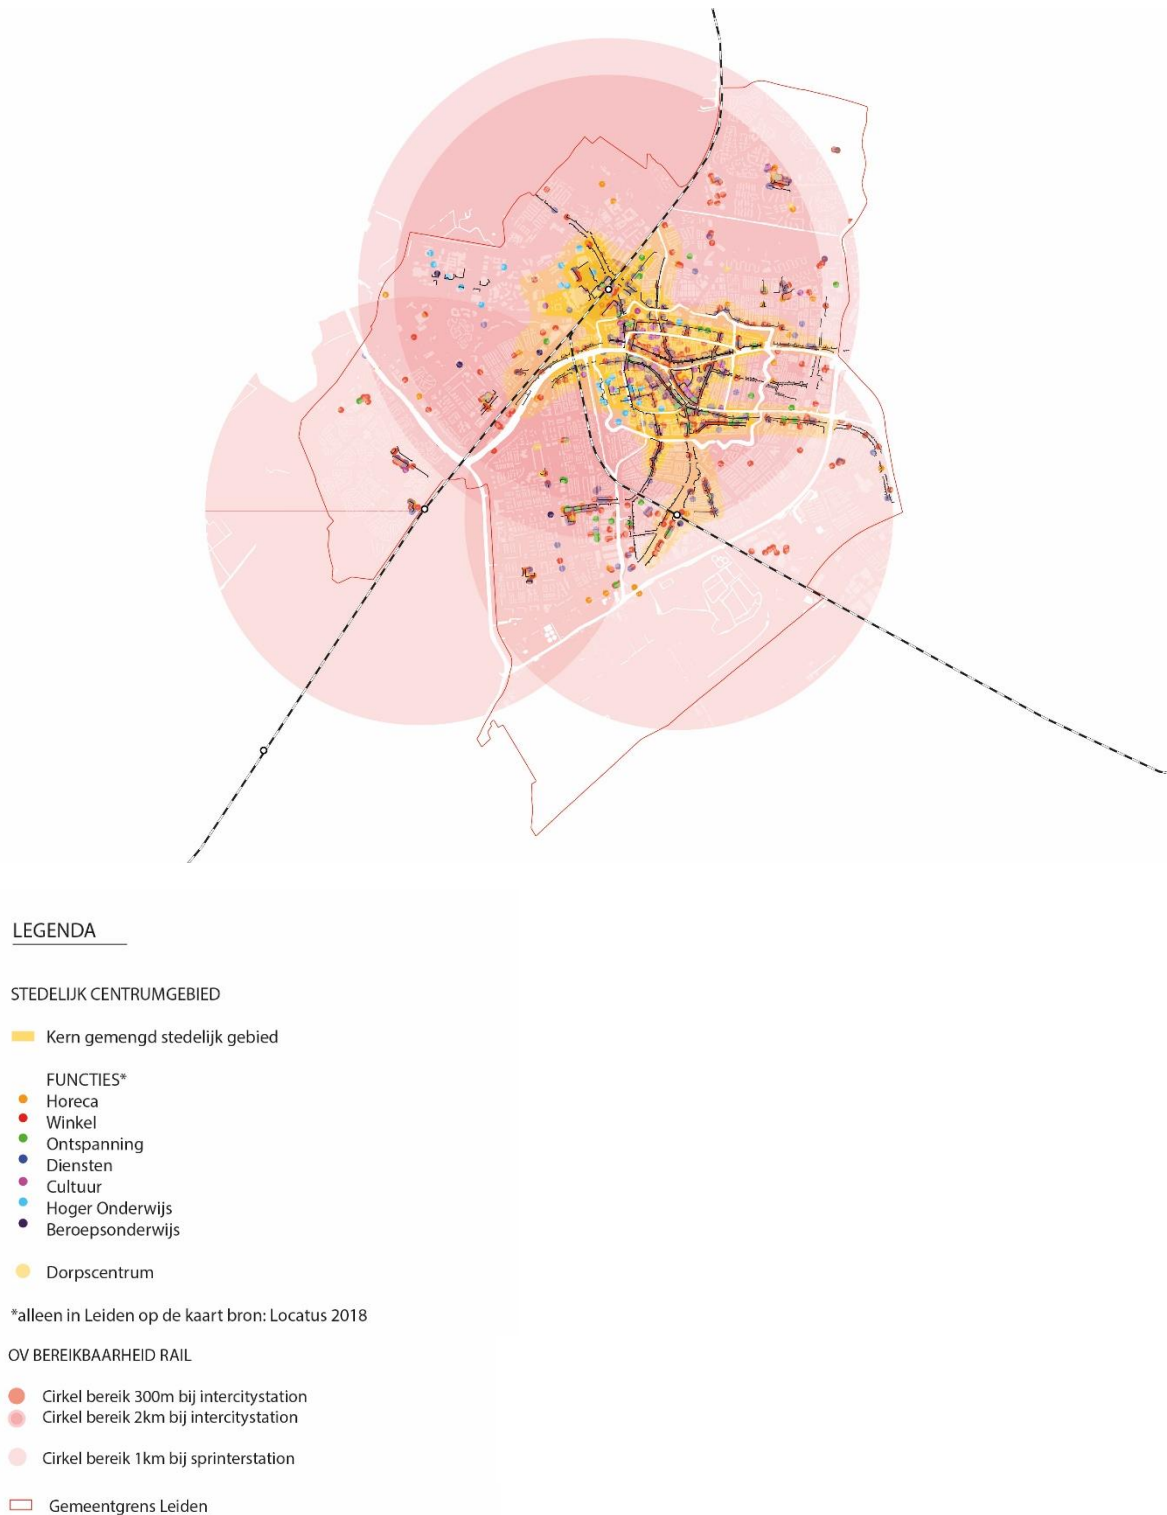 LEGENDA
STEDELIJK CENTRUMGEBIED
Kern gemengd stedelijk gebied
FUNCTIES*
Horeca
Winkel
Ontspanning
Diensten
Cultuur
Hoger Onderwijs
Beroepsonderwijs
Dorpscentrum
*alleen in Leiden op de kaart bron: Locatus 2018
OV BEREIKBAARHEID RAIL
Cirkel bereik 300m bij intercitystation
Cirkel bereik 2km bij intercitystation
Cirkel bereik 1km bij sprinterstation
Gemeentgrens Leiden